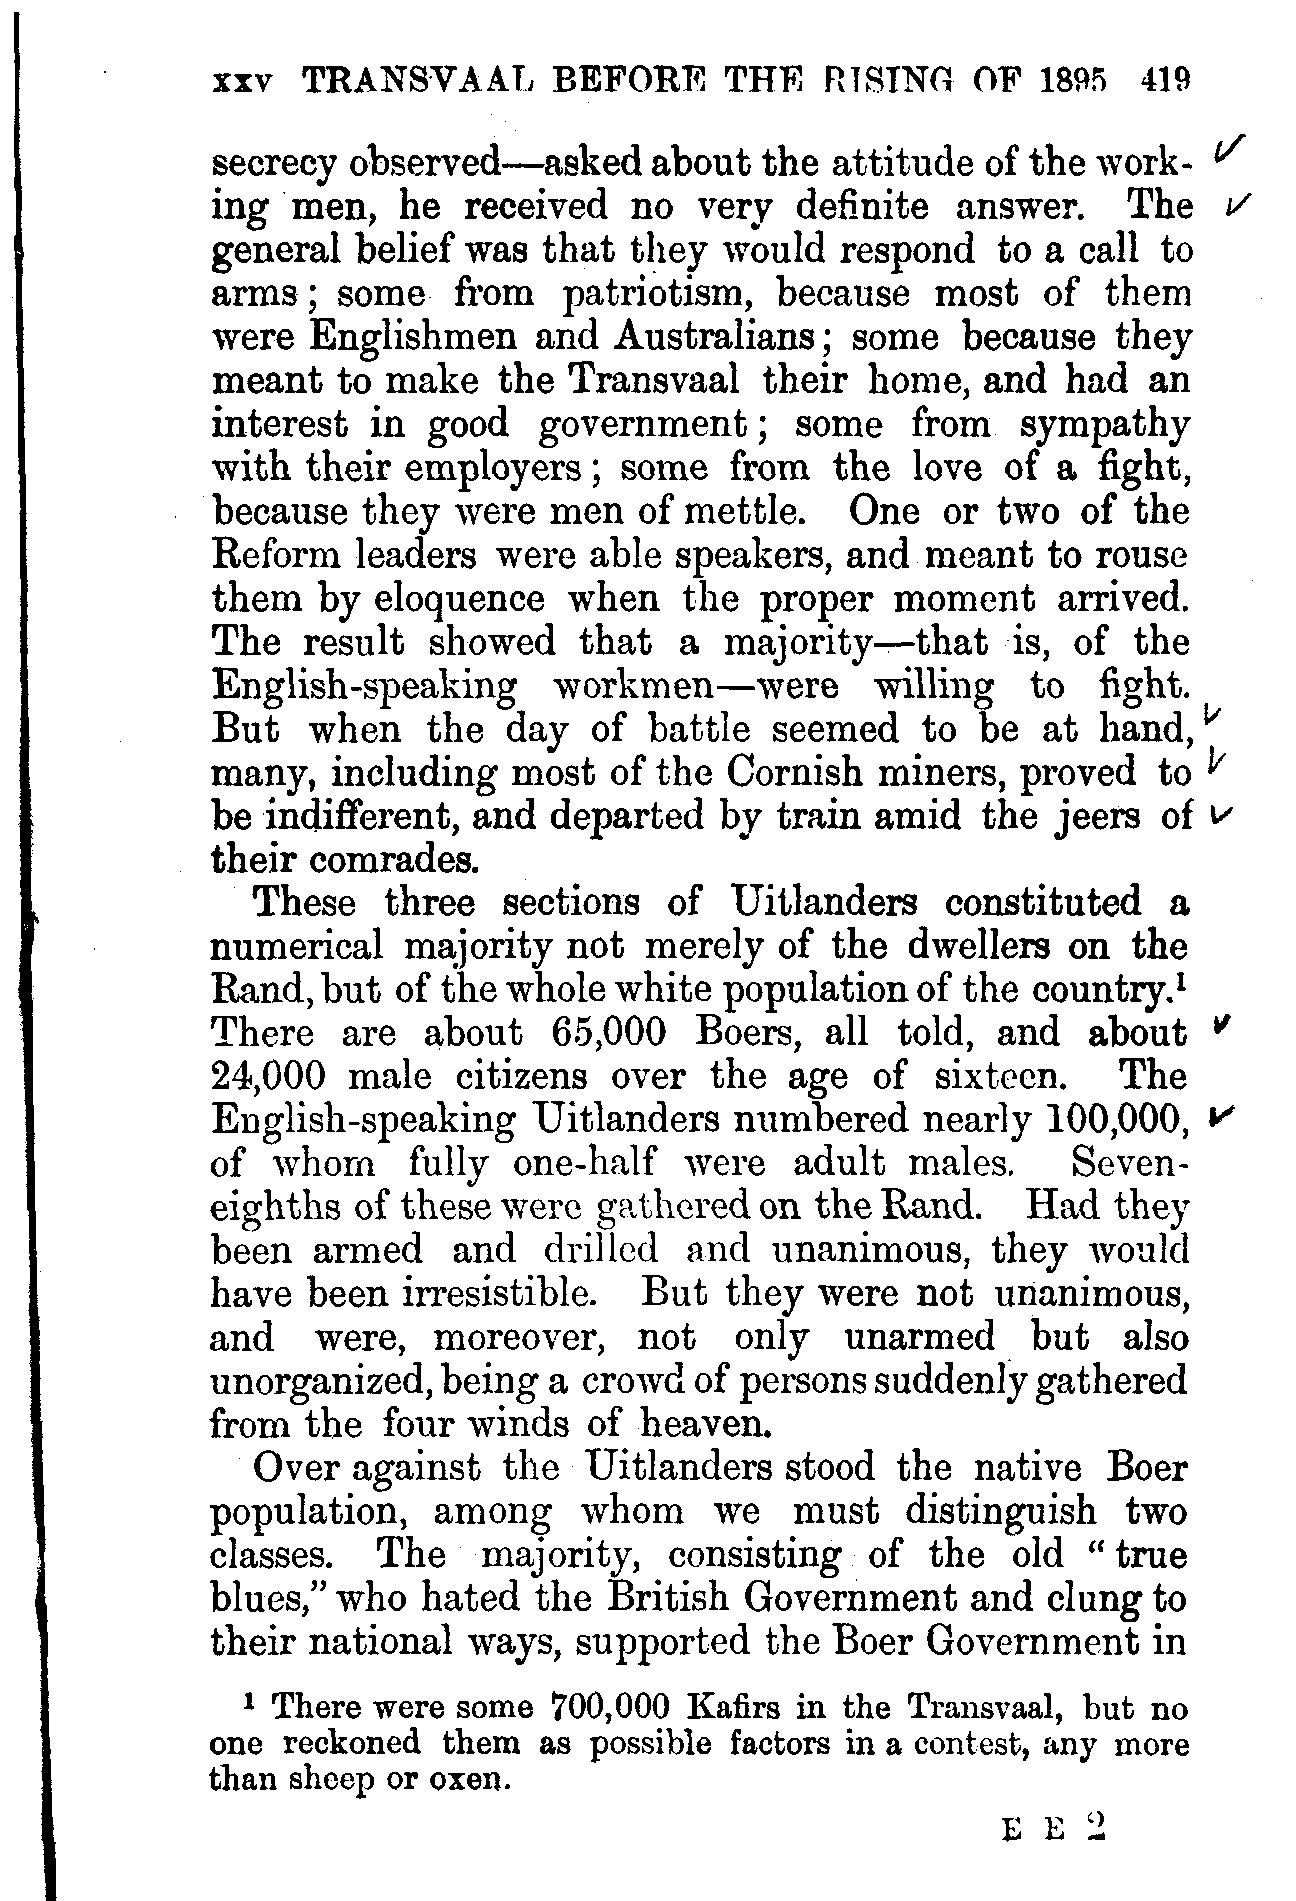 xxv TRANSVAAL BEFORE THE RISING OF 1895 419
secrecy observed—asked about the attitude of the work-
ing men, he received no very definite answer. The
general belief was that they would respond to a call to
arms; some from patriotism, because most of them
were Englishmen and Australians; some because they
meant to make the Transvaal their home, and had an
interest in good government; some from sympathy
with their employers; some from the love of a fight,
because they were men of mettle. One or two of the
Reform leaders were able speakers, and meant to rouse
them by eloquence when the proper moment arrived.
The result showed that a majority—that is, of the
English-speaking workmen—were willing to fight.
But when the day of battle seemed to be at hand,
many, including most of the Cornish miners, proved to
be indifferent, and departed by train amid the jeers of
their comrades.
These three sections of Uitlanders constituted a
numerical majority not merely of the dwellers on the
Rand, but of the whole white population of the country.¹
There are about 65,000 Boers, all told, and about
24,000 male citizens over the age of sixteen. The
English-speaking Uitlanders numbered nearly 100,000,
of whom fully one-half were adult males. Seven-
eighths of these were gathered on the Rand. Had they
been armed and drilled and unanimous, they would
have been irresistible. But they were not unanimous,
and were, moreover, not only unarmed but also
unorganized, being a crowd of persons suddenly gathered
from the four winds of heaven.
Over against the Uitlanders stood the native Boer
population, among whom we must distinguish two
classes. The majority, consisting of the old “true
blues,” who hated the British Government and clung to
their national ways, supported the Boer Government in
¹ There were some 700,000 Kafirs in the Transvaal, but no
one reckoned them as possible factors in a contest, any more
than sheep or oxen.
E E 2